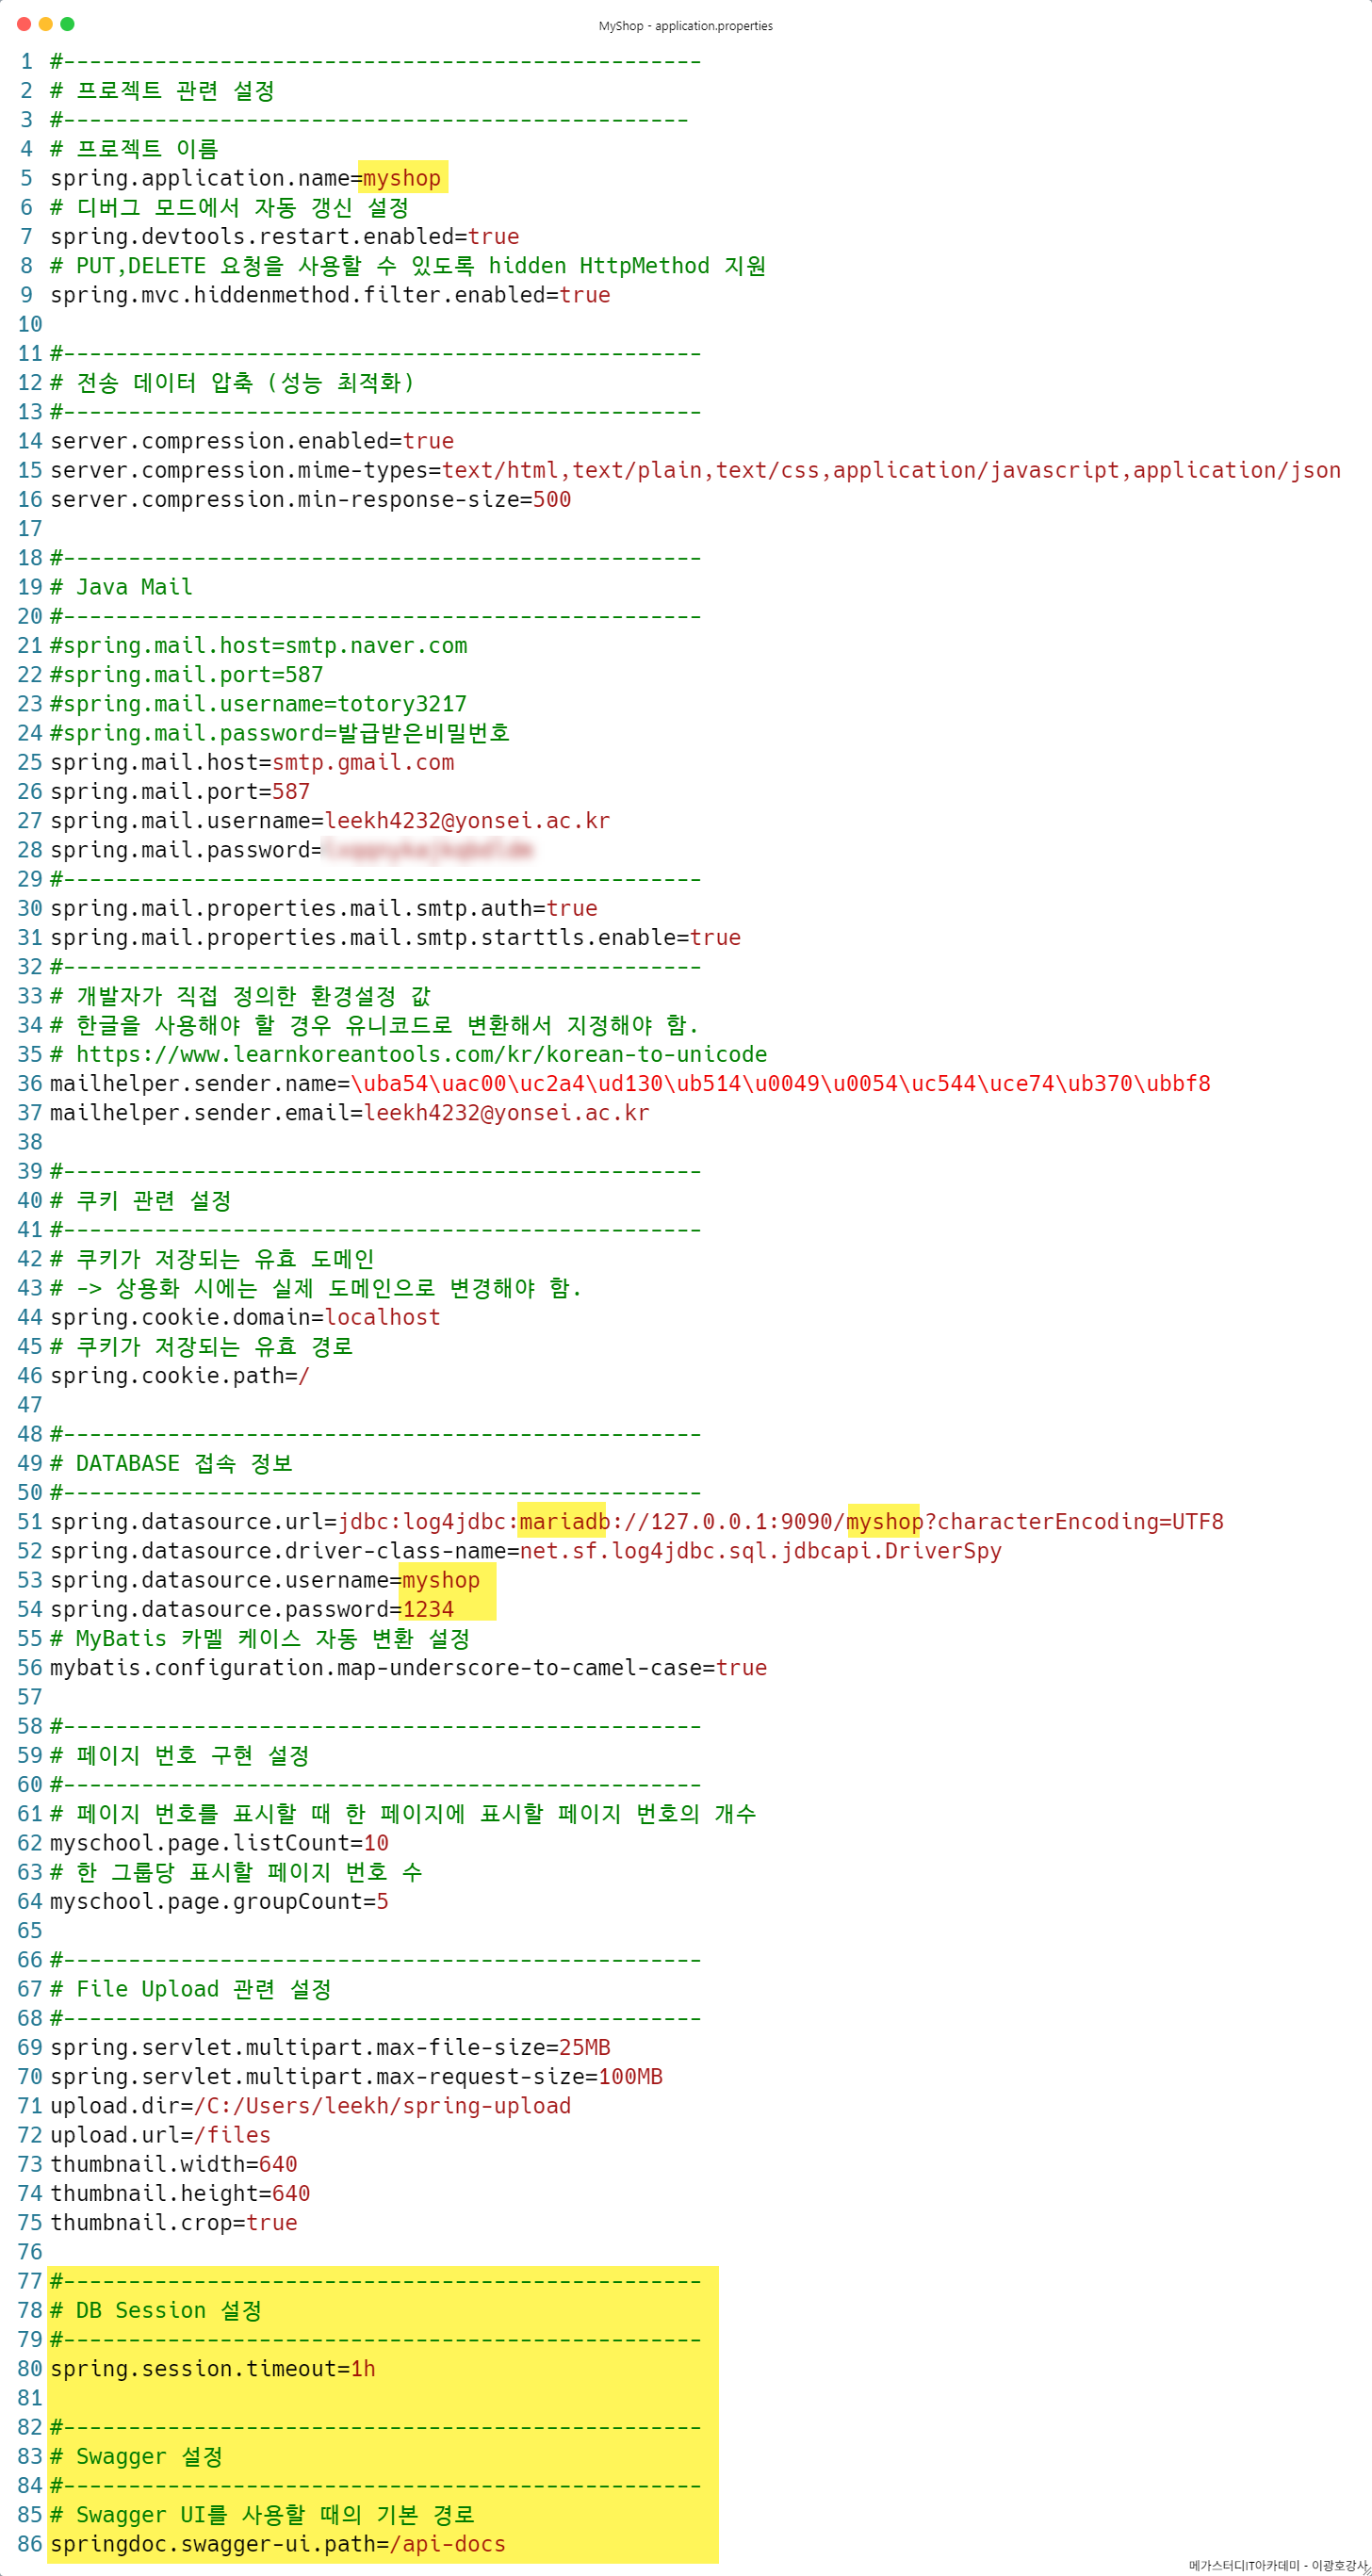 MyShop - application.properties
1 #-------------------------------------------------
2 # 프로젝트 관련 설정
3 #------------------------------------------------
4 # 프로젝트 이름
5 spring.application.name=myshop
6 # 디버그 모드에서 자동 갱신 설정
7 spring.devtools.restart.enabled=true
8 # PUT,DELETE 요청을 사용할 수 있도록 hidden HttpMethod 지원
9 spring.mvc.hiddenmethod.filter.enabled=true
10
11 #-------------------------------------------------
12 # 전송 데이터 압축 (성능 최적화)
13 #-------------------------------------------------
14 server.compression.enabled=true
15 server.compression.mime-types=text/html,text/plain,text/css,application/javascript,application/json
16 server.compression.min-response-size=500
17
18 #-------------------------------------------------
19 # Java Mail
20 #-------------------------------------------------
21 #spring.mail.host=smtp.naver.com
22 #spring.mail.port=587
23 #spring.mail.username=totory3217
24 #spring.mail.password=발급받은비밀번호
25 spring.mail.host=smtp.gmail.com
26 spring.mail.port=587
27 spring.mail.username=leekh4232@yonsei.ac.kr
28 spring.mail.password=
29 #-------------------------------------------------
30 spring.mail.properties.mail.smtp.auth=true
31 spring.mail.properties.mail.smtp.starttls.enable=true
32 #-------------------------------------------------
33 # 개발자가 직접 정의한 환경설정 값
34 # 한글을 사용해야 할 경우 유니코드로 변환해서 지정해야 함.
35 # https://www.learnkoreantools.com/kr/korean-to-unicode
36 mailhelper.sender.name=\uba54\uac00\uc2a4\ud130\ub514\u0049\u0054\uc544\uce74\ub370\ubbf8
37 mailhelper.sender.email=leekh4232@yonsei.ac.kr
38
39 #-------------------------------------------------
40 # 쿠키 관련 설정
41 #-------------------------------------------------
42 # 쿠키가 저장되는 유효 도메인
43 # -> 상용화 시에는 실제 도메인으로 변경해야 함.
44 spring.cookie.domain=localhost
45 # 쿠키가 저장되는 유효 경로
46 spring.cookie.path=/
47
48 #-------------------------------------------------
49 # DATABASE 접속 정보
50 #-------------------------------------------------
51 spring.datasource.url=jdbc:log4jdbc:mariadb://127.0.0.1:9090/myshop?characterEncoding=UTF8
52 spring.datasource.driver-class-name=net.sf.log4jdbc.sql.jdbcapi.DriverSpy
53 spring.datasource.username=myshop
54 spring.datasource.password=1234
55 # MyBatis 카멜 케이스 자동 변환 설정
56 mybatis.configuration.map-underscore-to-camel-case=true
57
58 #-------------------------------------------------
59 # 페이지 번호 구현 설정
60 #-------------------------------------------------
61 # 페이지 번호를 표시할 때 한 페이지에 표시할 페이지 번호의 개수
62 myschool.page.listCount=10
63 # 한 그룹당 표시할 페이지 번호 수
64 myschool.page.groupCount=5
65
66 #-------------------------------------------------
67 # File Upload 관련 설정
68 #-------------------------------------------------
69 spring.servlet.multipart.max-file-size=25MB
70 spring.servlet.multipart.max-request-size=100MB
71 upload.dir=/C:/Users/leekh/spring-upload
72 upload.url=/files
73 thumbnail.width=640
74 thumbnail.height=640
75 thumbnail.crop=true
76
77 #-------------------------------------------------
78 # DB Session 설정
79 #-------------------------------------------------
80 spring.session.timeout=1h
81
82 #-------------------------------------------------
83 # Swagger 설정
84 #-------------------------------------------------
85 # Swagger UI를 사용할 때의 기본 경로
86 springdoc.swagger-ui.path=/api-docs
메가스터디IT아카데미 - 이광호강사